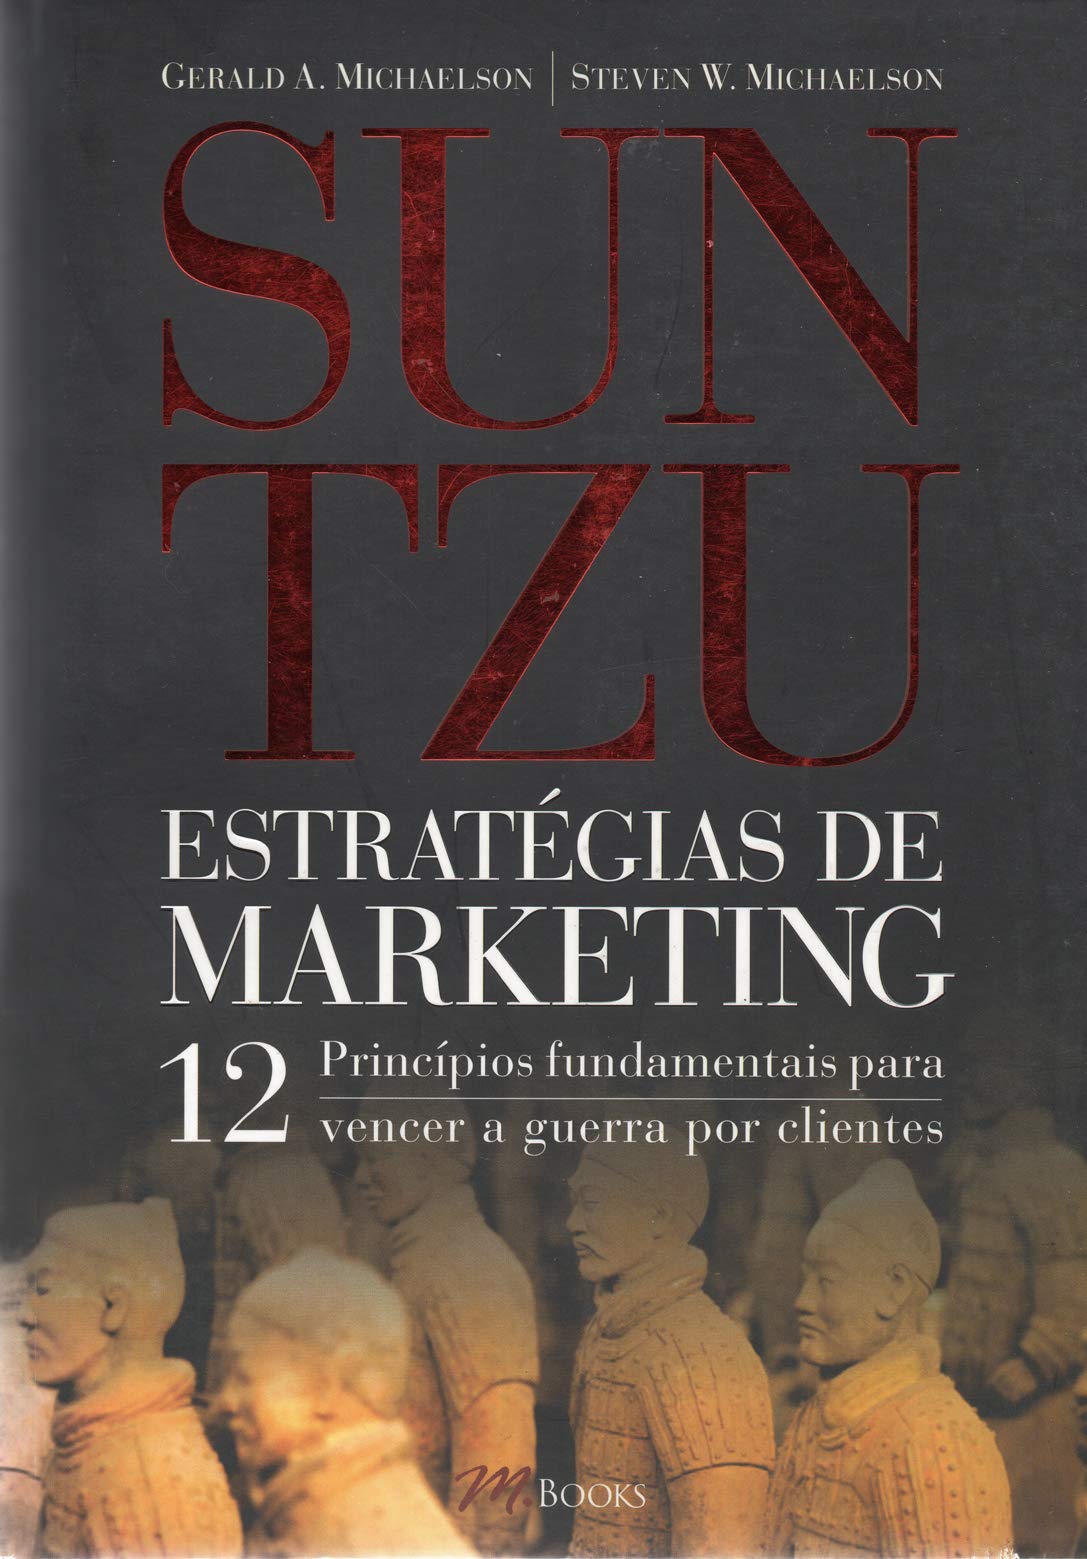 GERALD A. MICHAELSON | STEVEN W. MICHAELSON
SUN
TZU
ESTRATÉGIAS DE
MARKETING
12 Princípios fundamentais para
vencer a guerra por clientes
M. BOOKS